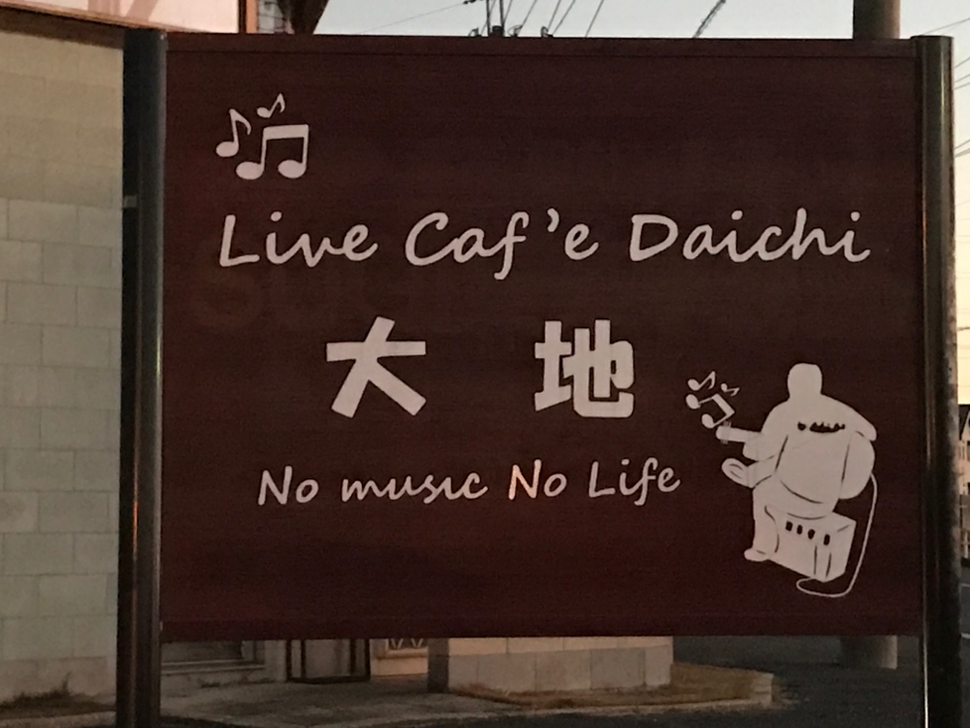 Live Caf'e Daichi
大地
No music No Life